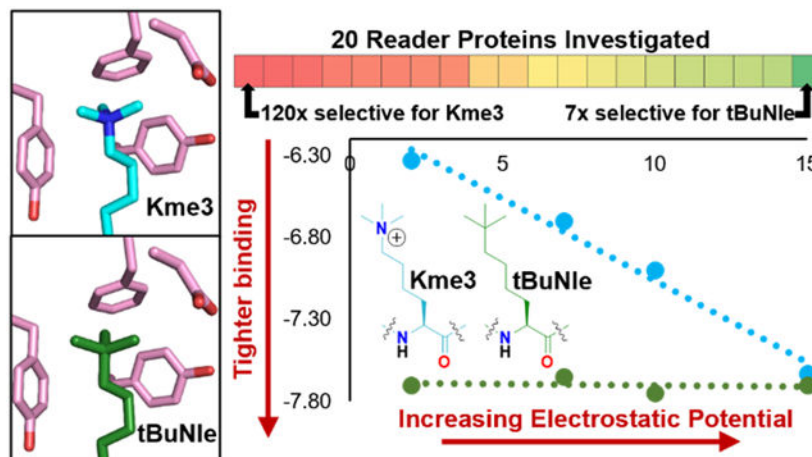 Kme3
tBuNle
20 Reader Proteins Investigated
120x selective for Kme3
7x selective for tBuNle
Tighter binding
-6.30
-6.80
-7.30
-7.80
0
5
10
15
N
+
Kme3
tBuNle
N
H
O
N
H
O
Increasing Electrostatic Potential